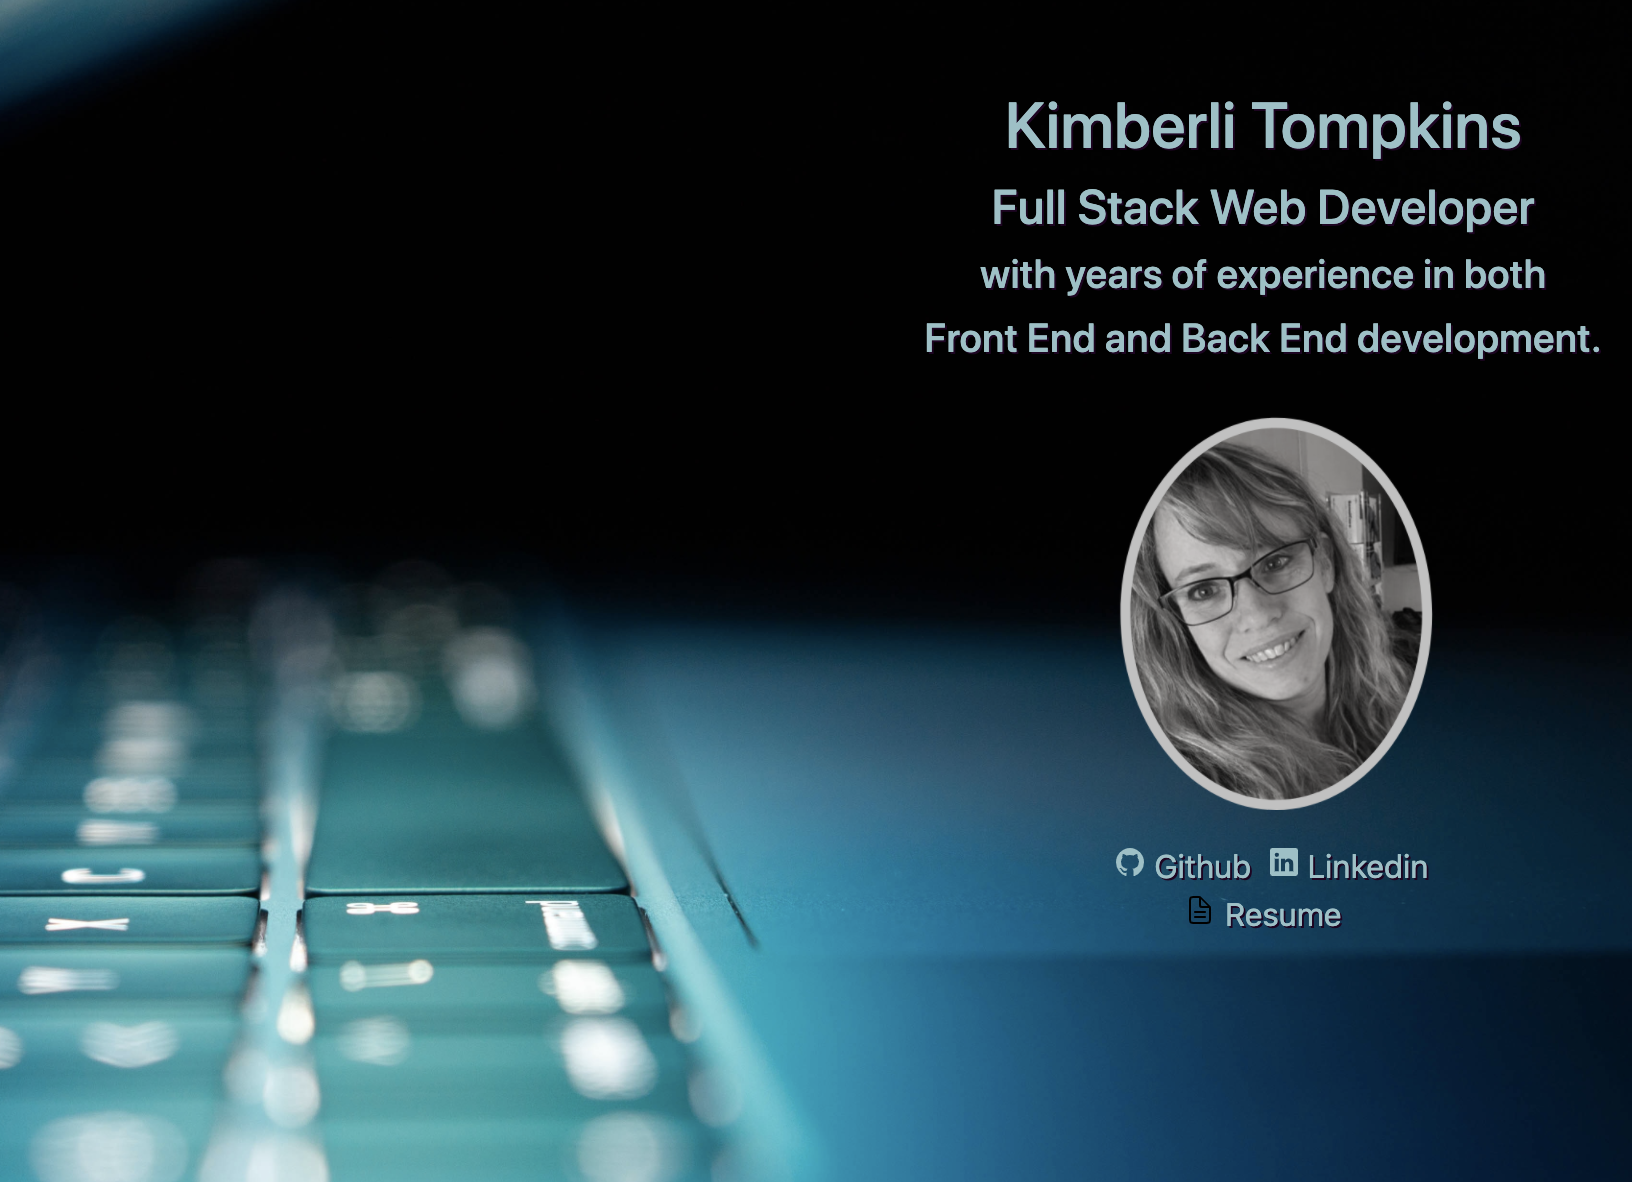 Kimberli Tompkins
Full Stack Web Developer
with years of experience in both
Front End and Back End development.
Github Linkedin
Resume